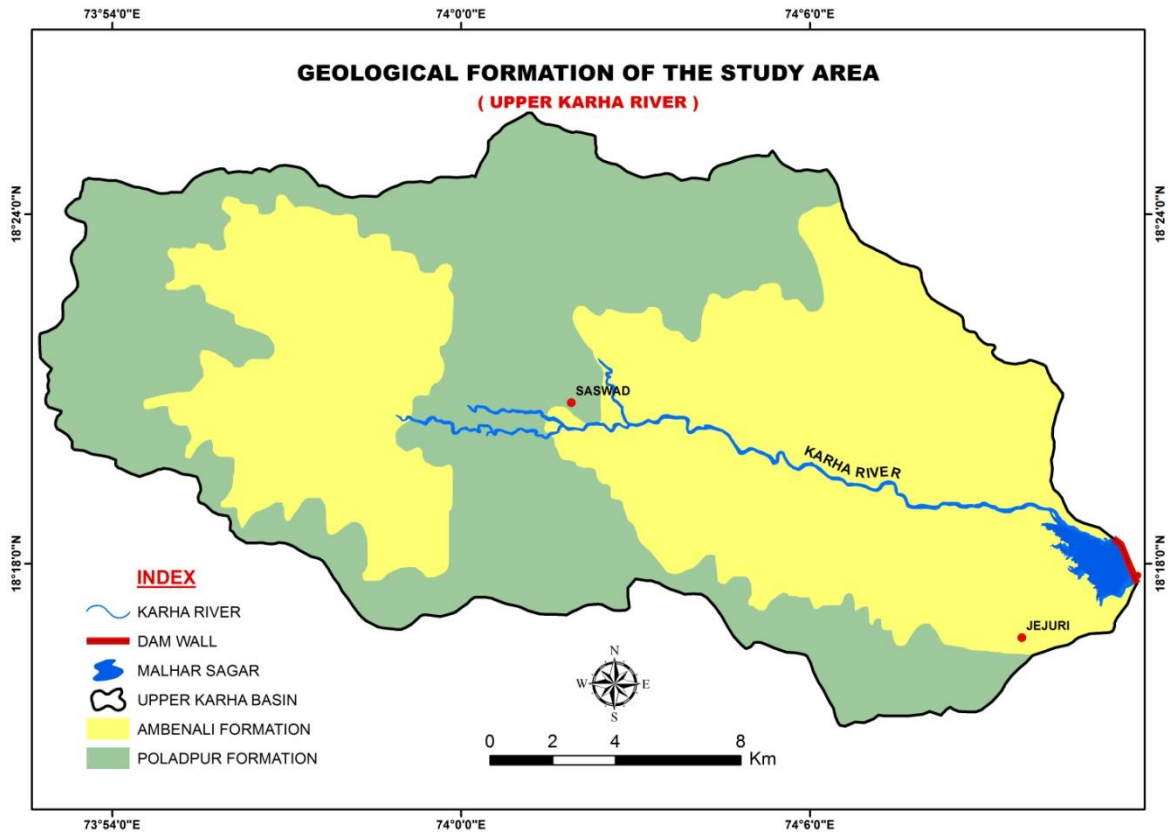 73°54'0"E
74°0'0"E
74°6'0"E
GEOLOGICAL FORMATION OF THE STUDY AREA
( UPPER KARHA RIVER )
18°24'0"N
18°24'0"N
SASWAD
KARHA RIVER
18°18'0"N
18°18'0"N
INDEX
KARHA RIVER
DAM WALL
MALHAR SAGAR
UPPER KARHA BASIN
AMBENALI FORMATION
POLADPUR FORMATION
JEJURI
N
W E
S
0 2 4 8
Km
73°54'0"E
74°0'0"E
74°6'0"E